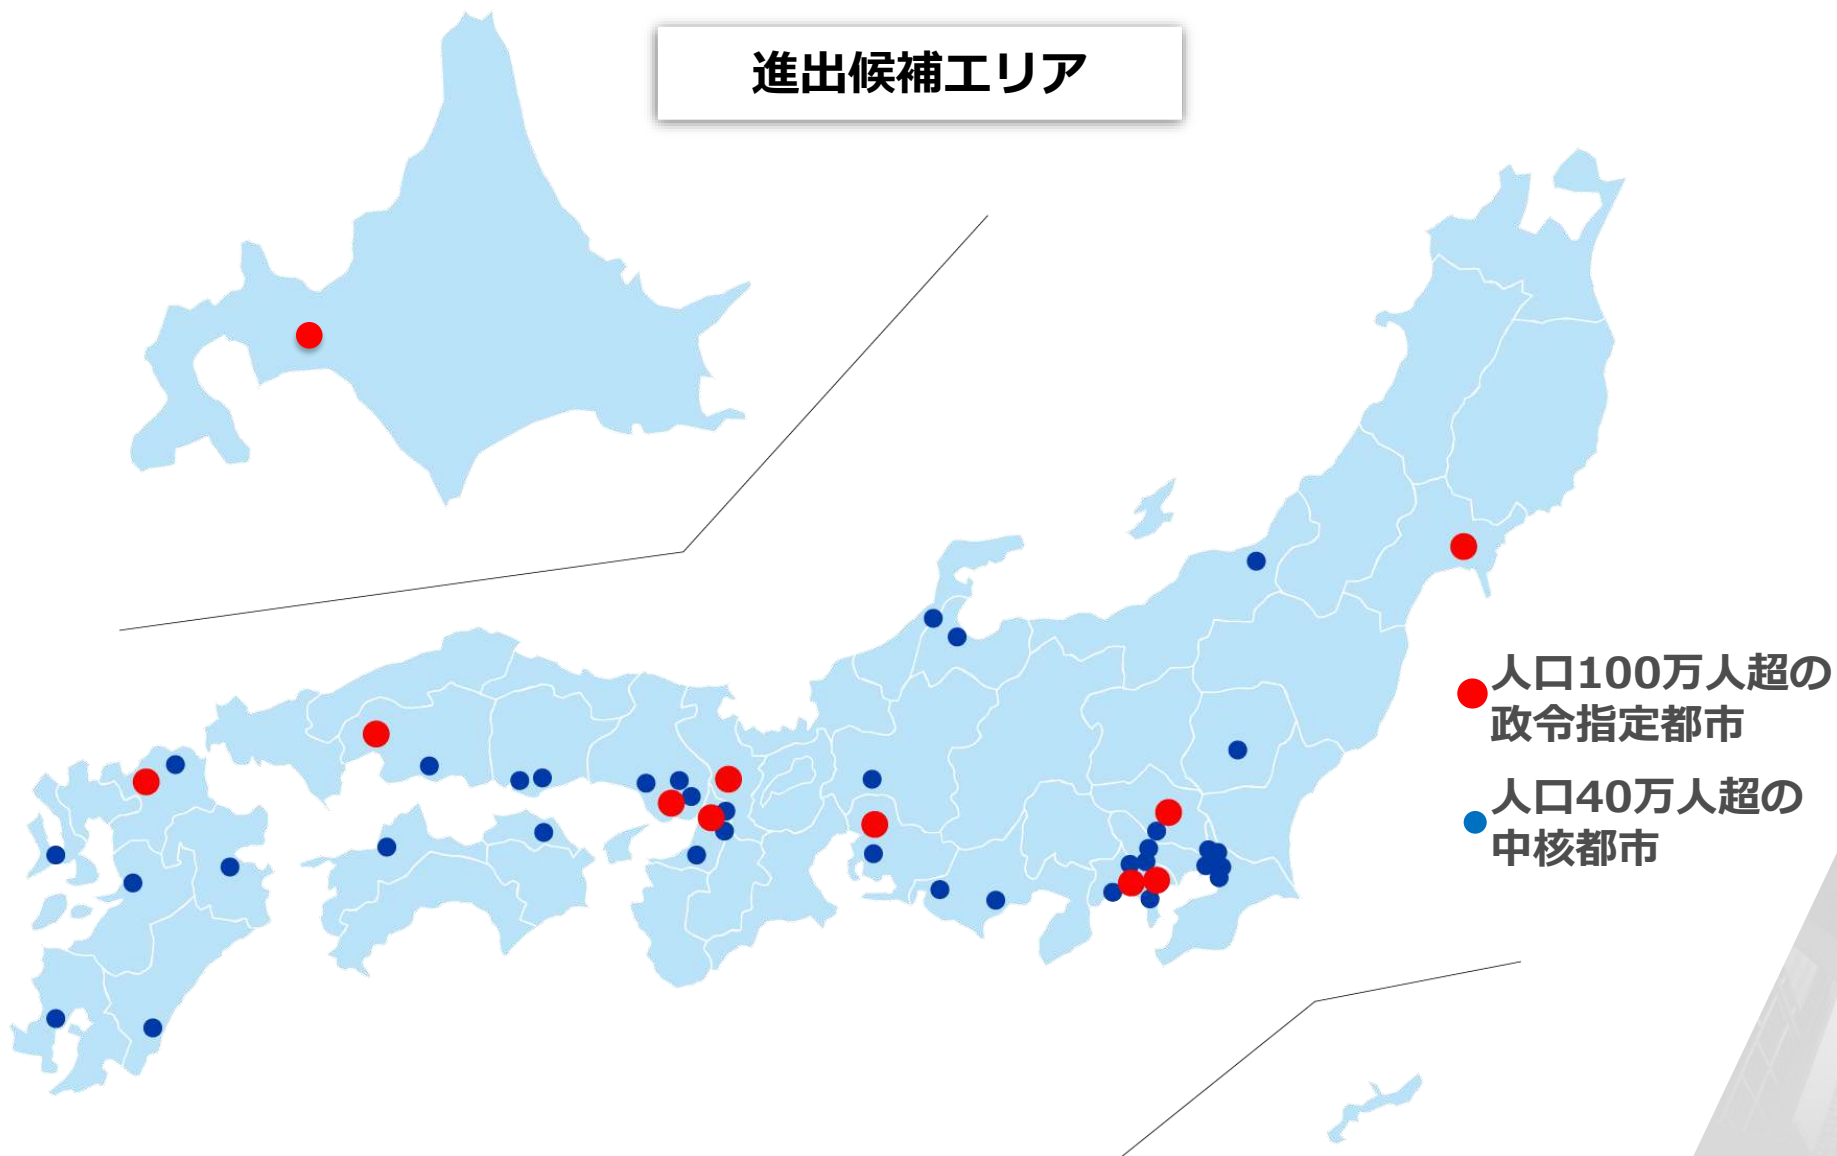 進出候補エリア
人口100万人超の
政令指定都市
人口40万人超の
中核都市